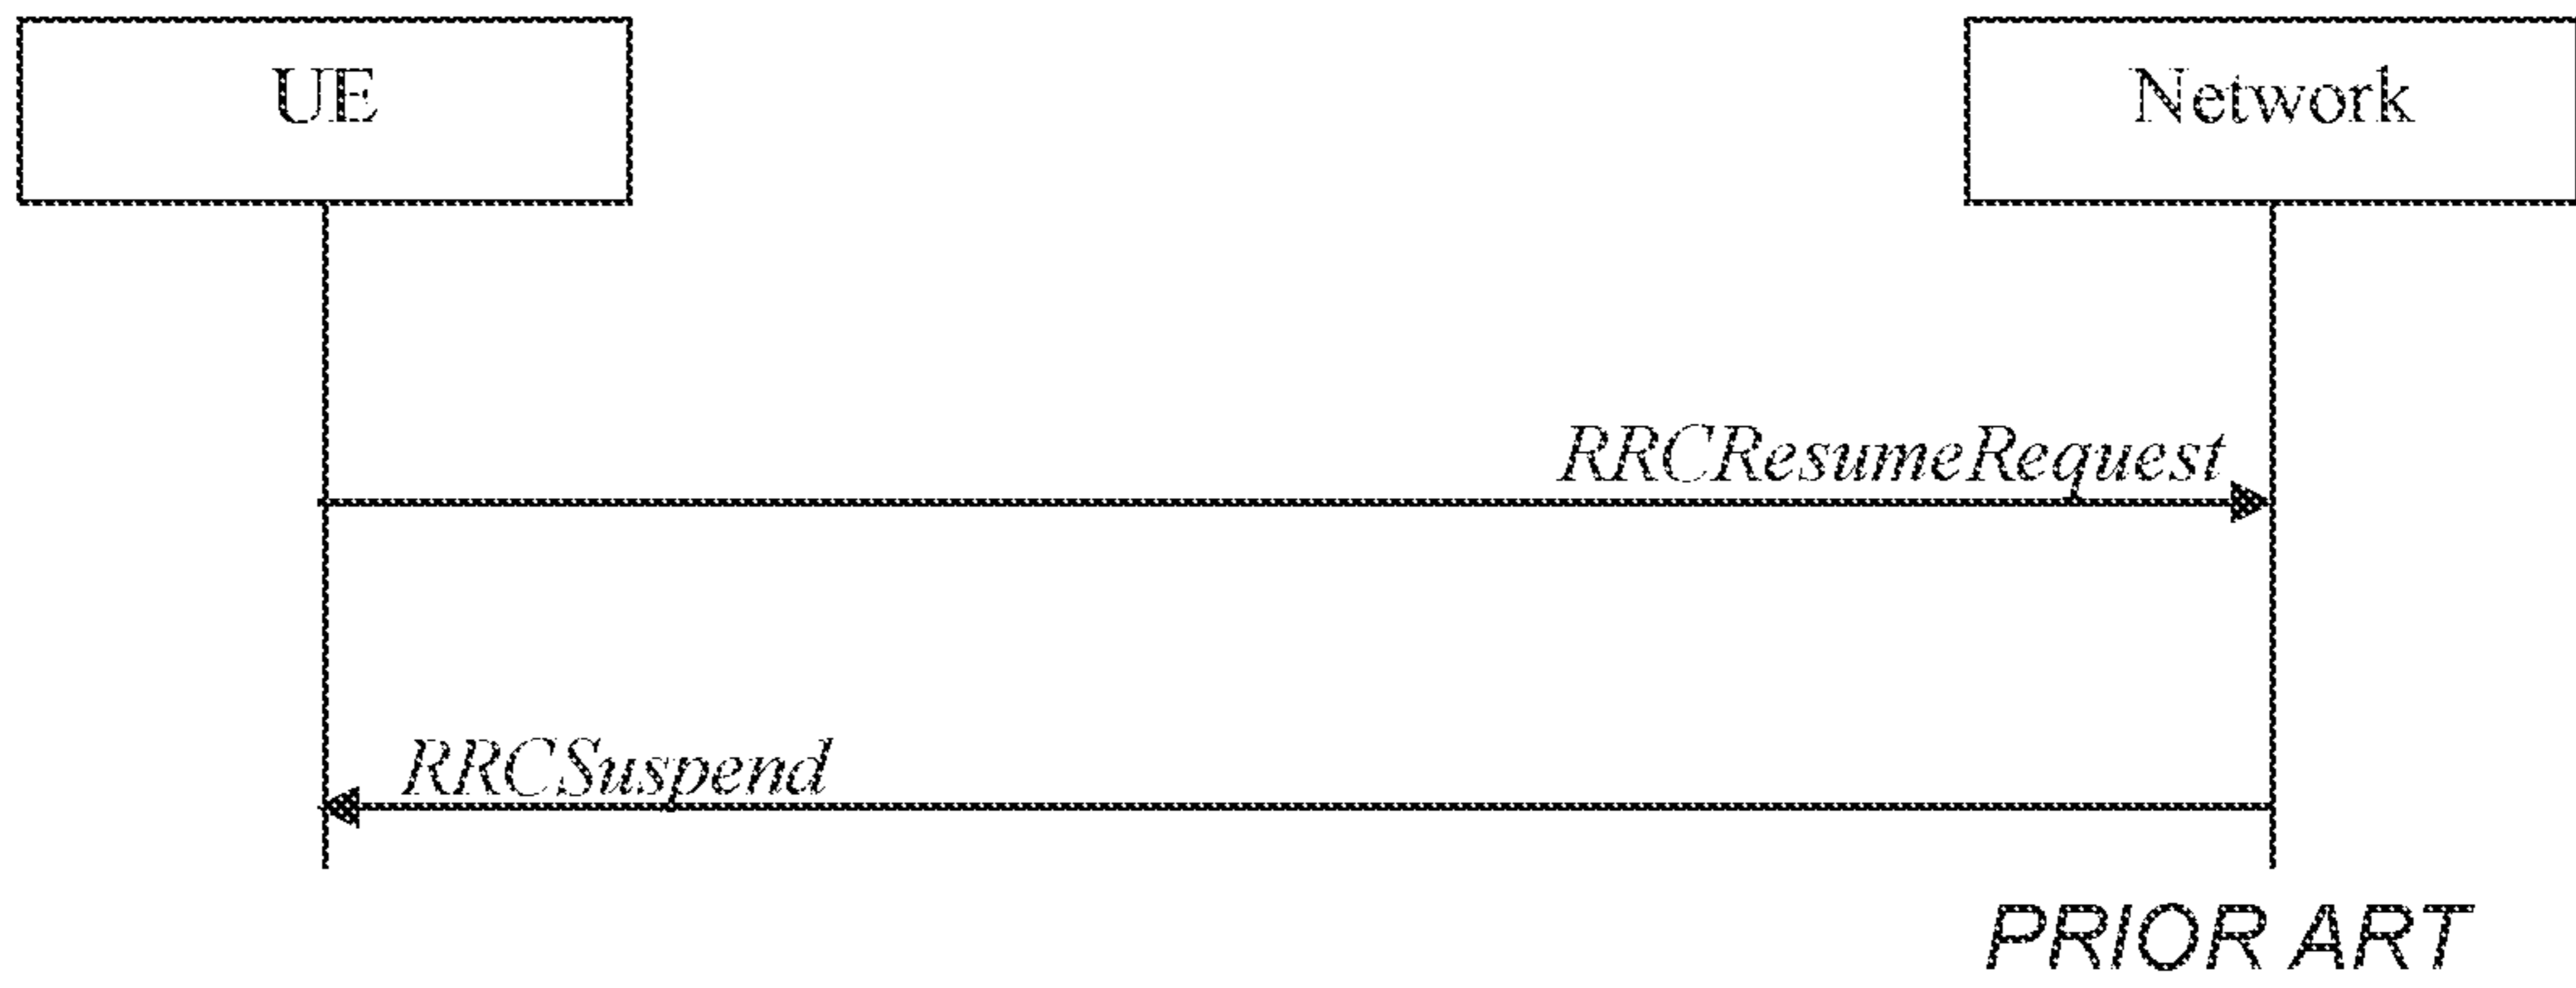 UE
Network
RRCResumeRequest
RRCSuspend
PRIOR ART